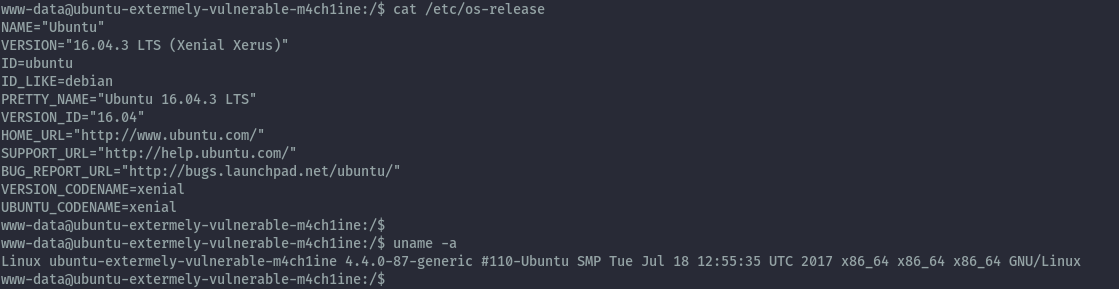 www-data@ubuntu-extermely-vulnerable-m4ch1ine:/$ cat /etc/os-release
NAME="Ubuntu"
VERSION="16.04.3 LTS (Xenial Xerus)"
ID=ubuntu
ID_LIKE=debian
PRETTY_NAME="Ubuntu 16.04.3 LTS"
VERSION_ID="16.04"
HOME_URL="http://www.ubuntu.com/"
SUPPORT_URL="http://help.ubuntu.com/"
BUG_REPORT_URL="http://bugs.launchpad.net/ubuntu/"
VERSION_CODENAME=xenial
UBUNTU_CODENAME=xenial
www-data@ubuntu-extermely-vulnerable-m4ch1ine:/$
www-data@ubuntu-extermely-vulnerable-m4ch1ine:/$ uname -a
Linux ubuntu-extermely-vulnerable-m4ch1ine 4.4.0-87-generic #110-Ubuntu SMP Tue Jul 18 12:55:35 UTC 2017 x86_64 x86_64 x86_64 GNU/Linux
www-data@ubuntu-extermely-vulnerable-m4ch1ine:/$